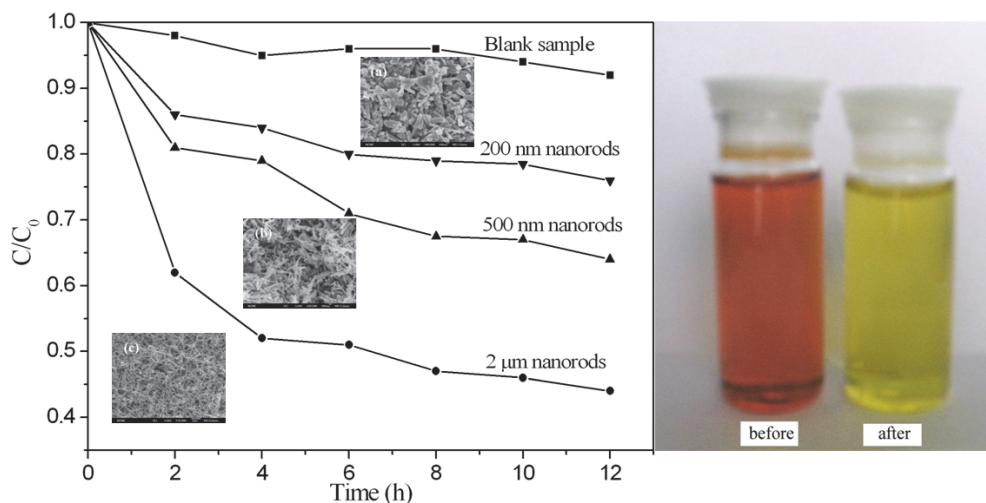 1.0
0.9
0.8
0.7
0.6
0.5
0.4
C/C0
0
2
4
6
8
10
12
Time (h)
Blank sample
(a)
200 nm nanorods
500 nm nanorods
(b)
(c)
2 μm nanorods
before
after